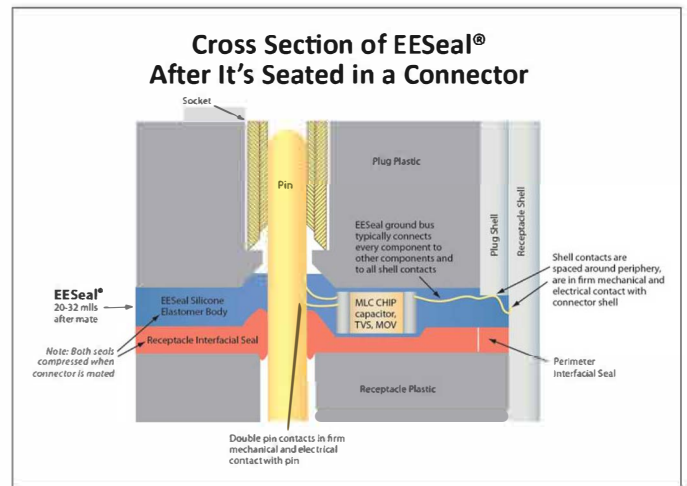 Cross Section of EESeal®
After It's Seated in a Connector
Socket
Pin
Plug Plastic
Plug Shell
Receptacle Shell
EESeal ground bus
typically connects
every component to
other components and
to all shell contacts
Shell contacts are
spaced around periphery,
are in firm mechanical and
electrical contact with
connector shell
EESeal®
20-32 mlls
after mate
EESeal Silicone
Elastomer Body
MLC CHIP
capacitor,
TVS, MOV
Note: Both seals
compressed when
connector is mated
Receptacle Interfacial Seal
Perimeter
Interfacial Seal
Receptacle Plastic
Double pin contacts in firm
mechanical and electrical
contact with pin